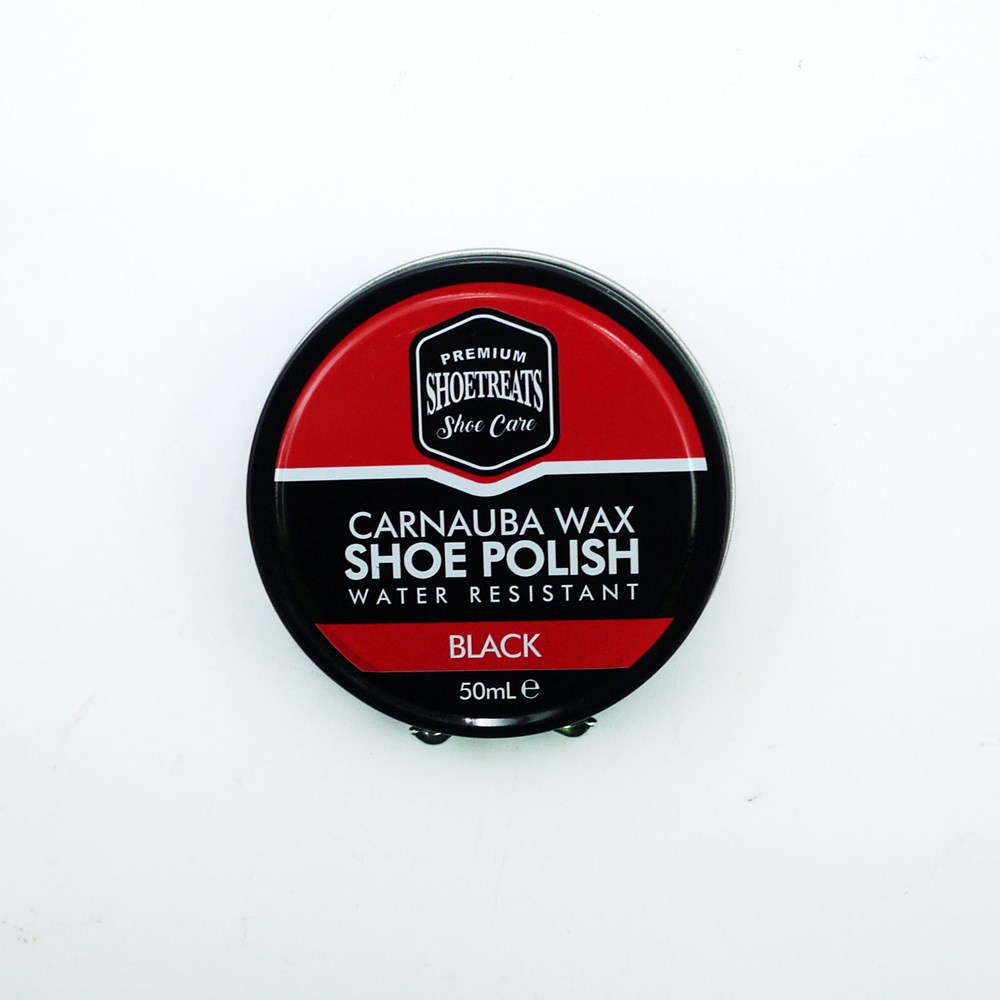 PREMIUM
SHOETREATS
Shoe Care
CARNAUBA WAX
SHOE POLISH
WATER RESISTANT
BLACK
50mL ℮